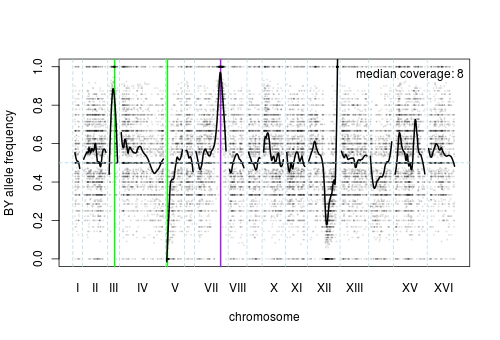 median coverage: 8
BY allele frequency
1.0
0.8
0.6
0.4
0.2
0.0
I II III IV V VII VIII X XI XII XIII XV XVI
chromosome